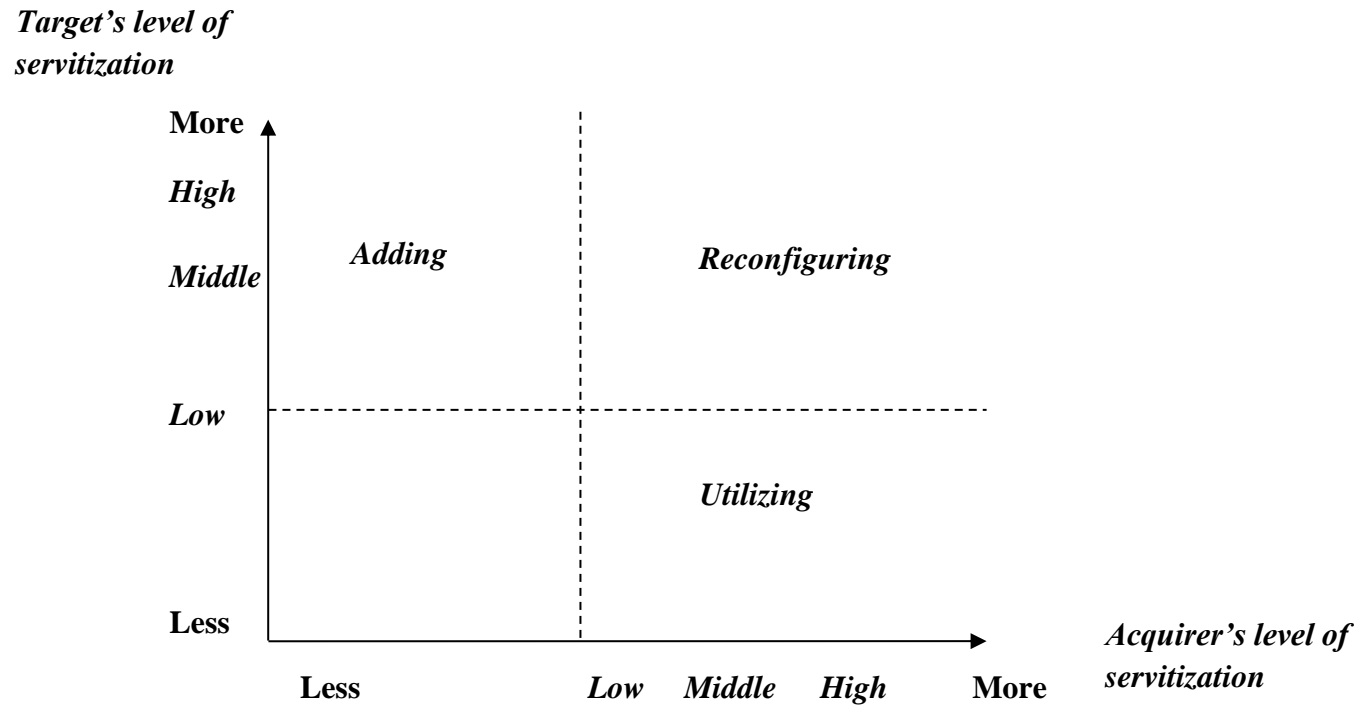 Target’s level of
servitization
More
High
Adding
Reconfiguring
Middle
Low
Utilizing
Less
Acquirer’s level of
servitization
Less Low Middle High More